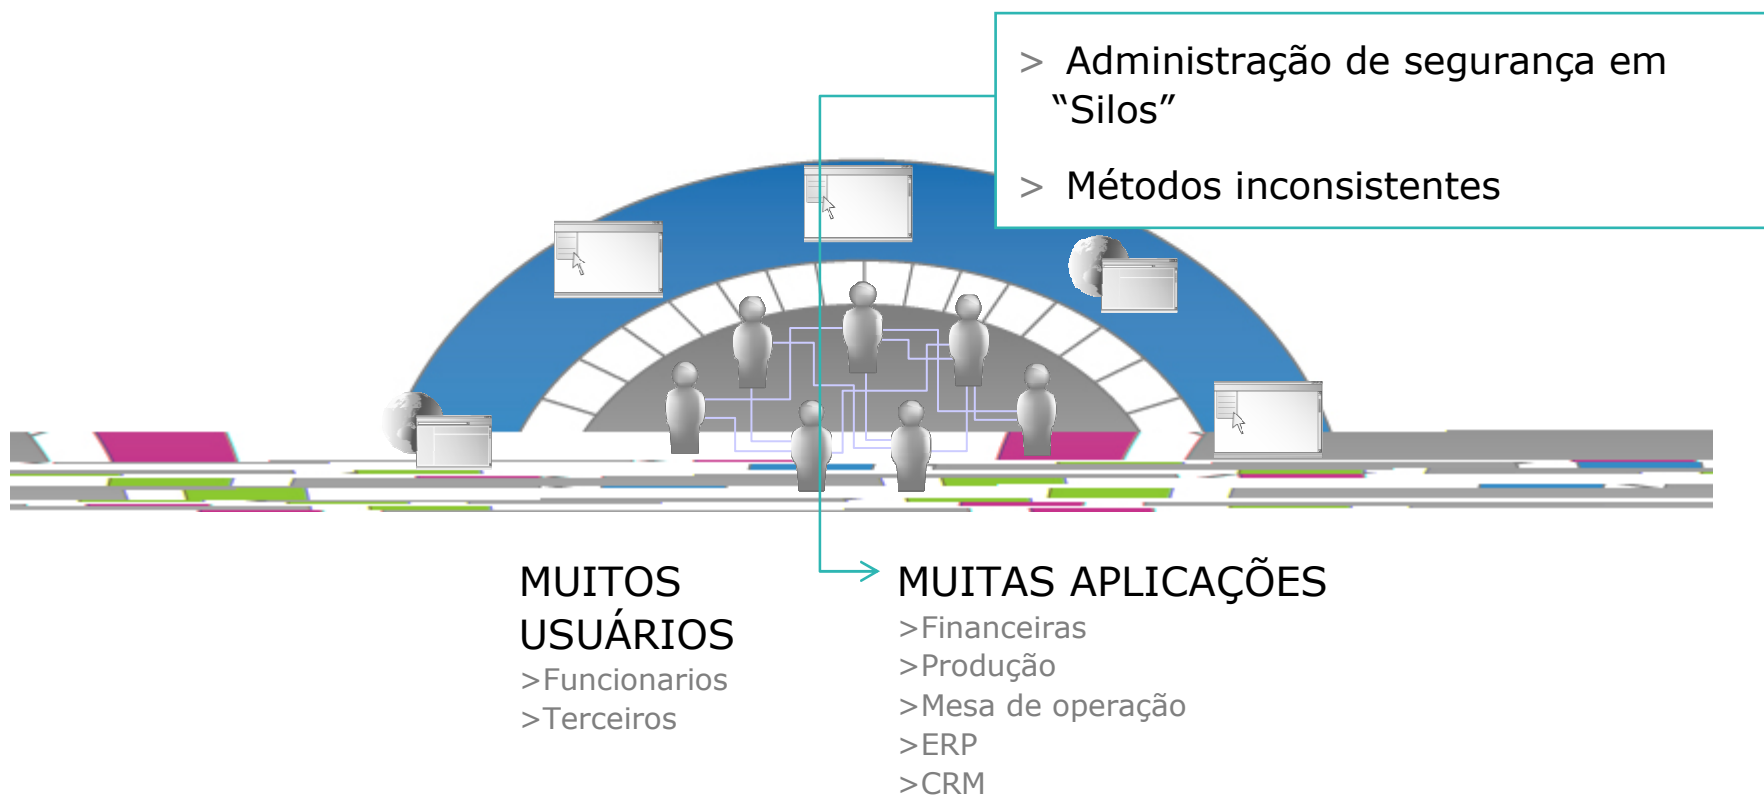 > Administração de segurança em
“Silos”
> Métodos inconsistentes
MUITOS
USUÁRIOS
>Funcionarios
>Terceiros
MUITAS APLICAÇÕES
>Financeiras
>Produção
>Mesa de operação
>ERP
>CRM